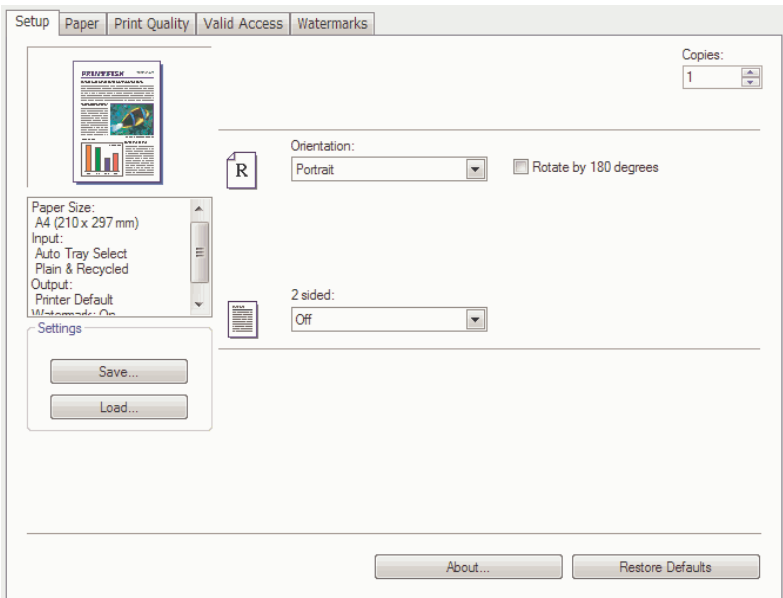 Setup Paper Print Quality Valid Access Watermarks
Copies:
1
Orientation:
Portrait
Rotate by 180 degrees
R
Paper Size:
A4 (210 x 297 mm)
Input:
Auto Tray Select
Plain & Recycled
Output:
Printer Default
Watermark: On
2 sided:
Off
Settings
Save...
Load...
About... Restore Defaults